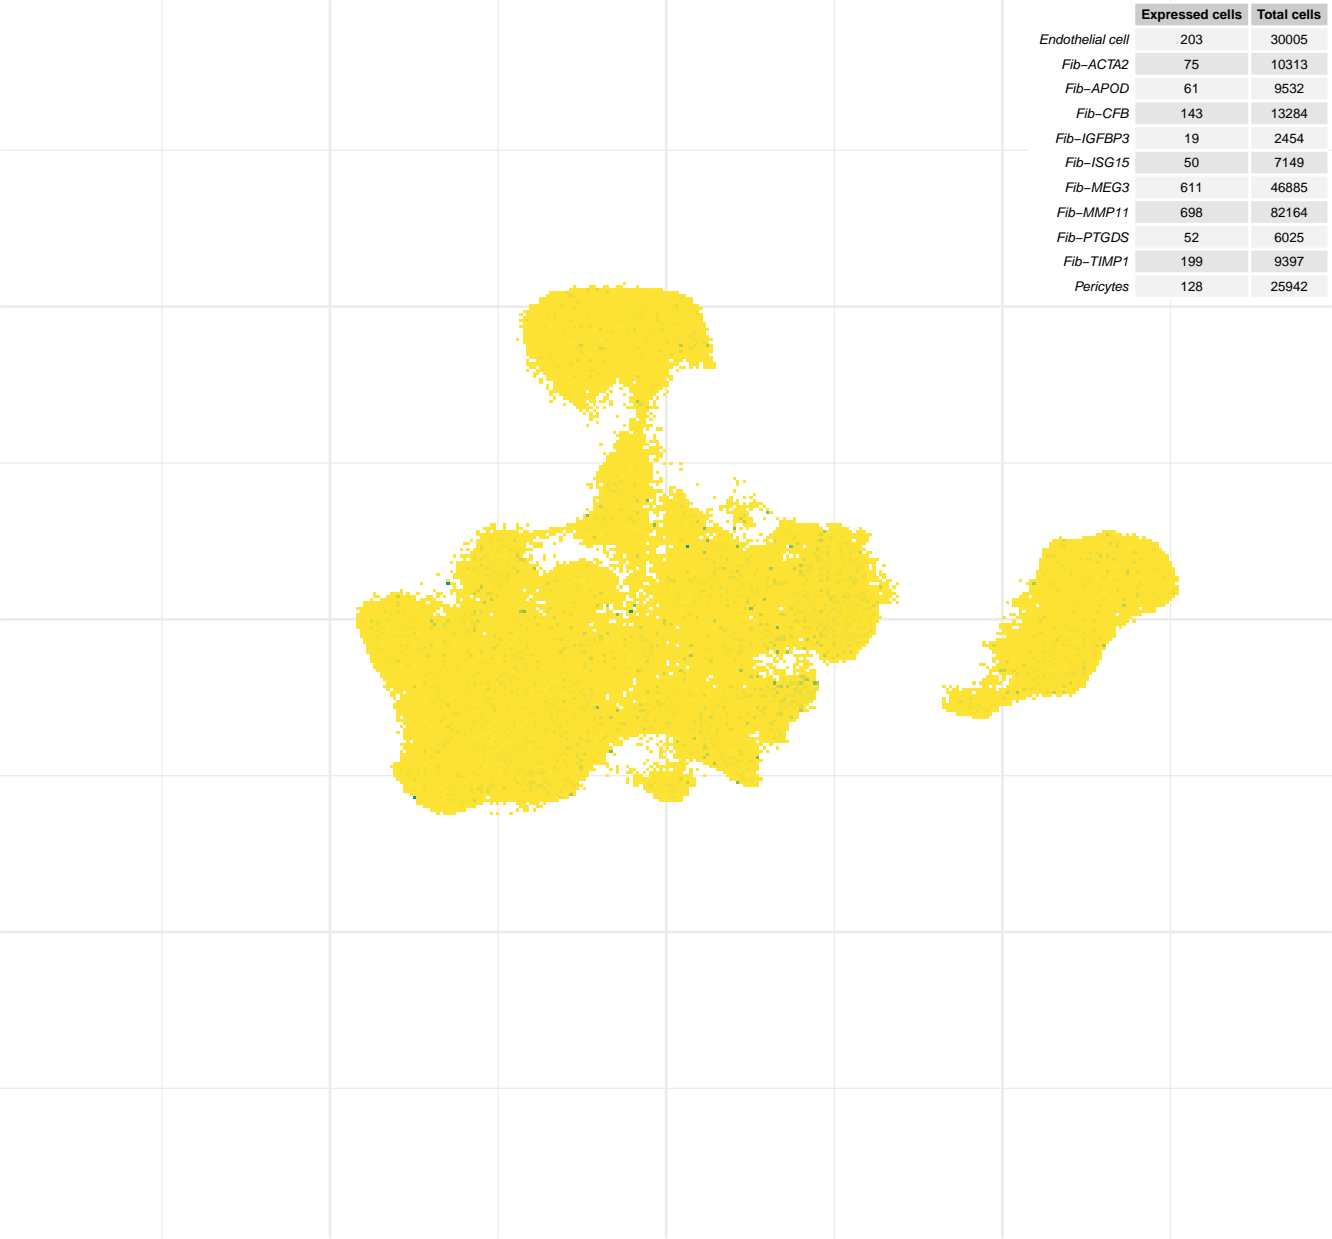 Expressed cells Total cells
Endothelial cell 203 30005
Fib−ACTA2 75 10313
Fib−APOD 61 9532
Fib−CFB 143 13284
Fib−IGFBP3 19 2454
Fib−ISG15 50 7149
Fib−MEG3 611 46885
Fib−MMP11 698 82164
Fib−PTGDS 52 6025
Fib−TIMP1 199 9397
Pericytes 128 25942